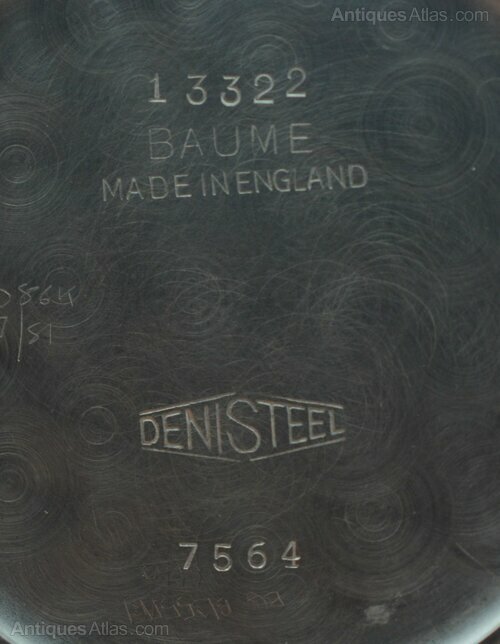 AntiquesAtlas.com
13322
BAUME
MADE IN ENGLAND
DENISTEEL
7564
AntiquesAtlas.com